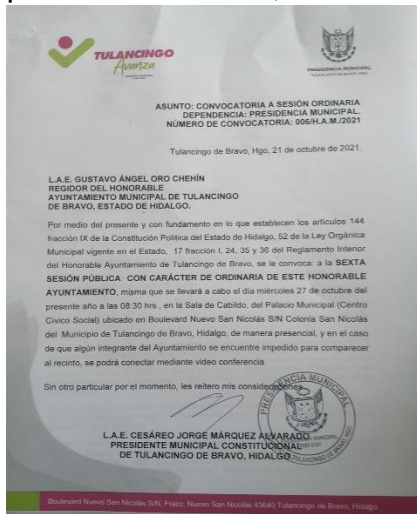 TULANCINGO
Avanza
PRESIDENCIA MUNICIPAL
ASUNTO: CONVOCATORIA A SESIÓN ORDINARIA
DEPENDENCIA: PRESIDENCIA MUNICIPAL.
NÚMERO DE CONVOCATORIA: 006/H.A.M./2021
Tulancingo de Bravo, Hgo, 21 de octubre de 2021.
L.A.E. GUSTAVO ÁNGEL ORO CHEHÍN
REGIDOR DEL HONORABLE
AYUNTAMIENTO MUNICIPAL DE TULANCINGO
DE BRAVO, ESTADO DE HIDALGO.
Por medio del presente y con fundamento en lo que establecen los artículos 144
fracción IX de la Constitución Política del Estado de Hidalgo, 52 de la Ley Orgánica
Municipal vigente en el Estado, 17 fracción I, 24, 35 y 36 del Reglamento Interior
del Honorable Ayuntamiento de Tulancingo de Bravo, se le convoca: a la SEXTA
SESIÓN PÚBLICA CON CARÁCTER DE ORDINARIA DE ESTE HONORABLE
AYUNTAMIENTO, misma que se llevará a cabo el día miércoles 27 de octubre del
presente año a las 08:30 hrs., en la Sala de Cabildo, del Palacio Municipal (Centro
Cívico Social) ubicado en Boulevard Nuevo San Nicolás S/N Colonia San Nicolás
del Municipio de Tulancingo de Bravo, Hidalgo, de manera presencial, y en el caso
de que algún integrante del Ayuntamiento se encuentre impedido para comparecer
al recinto, se podrá conectar mediante video conferencia.
Sin otro particular por el momento, les reitero mis consideraciones.
PRESIDENCIA MUNICIPAL
L.A.E. CESÁREO JORGE MÁRQUEZ ALVARADO
PRESIDENTE MUNICIPAL CONSTITUCIONAL
DE TULANCINGO DE BRAVO, HIDALGO
Boulevard Nuevo San Nicolás S/N, Fracc. Nuevo San Nicolás 43640 Tulancingo de Bravo, Hidalgo